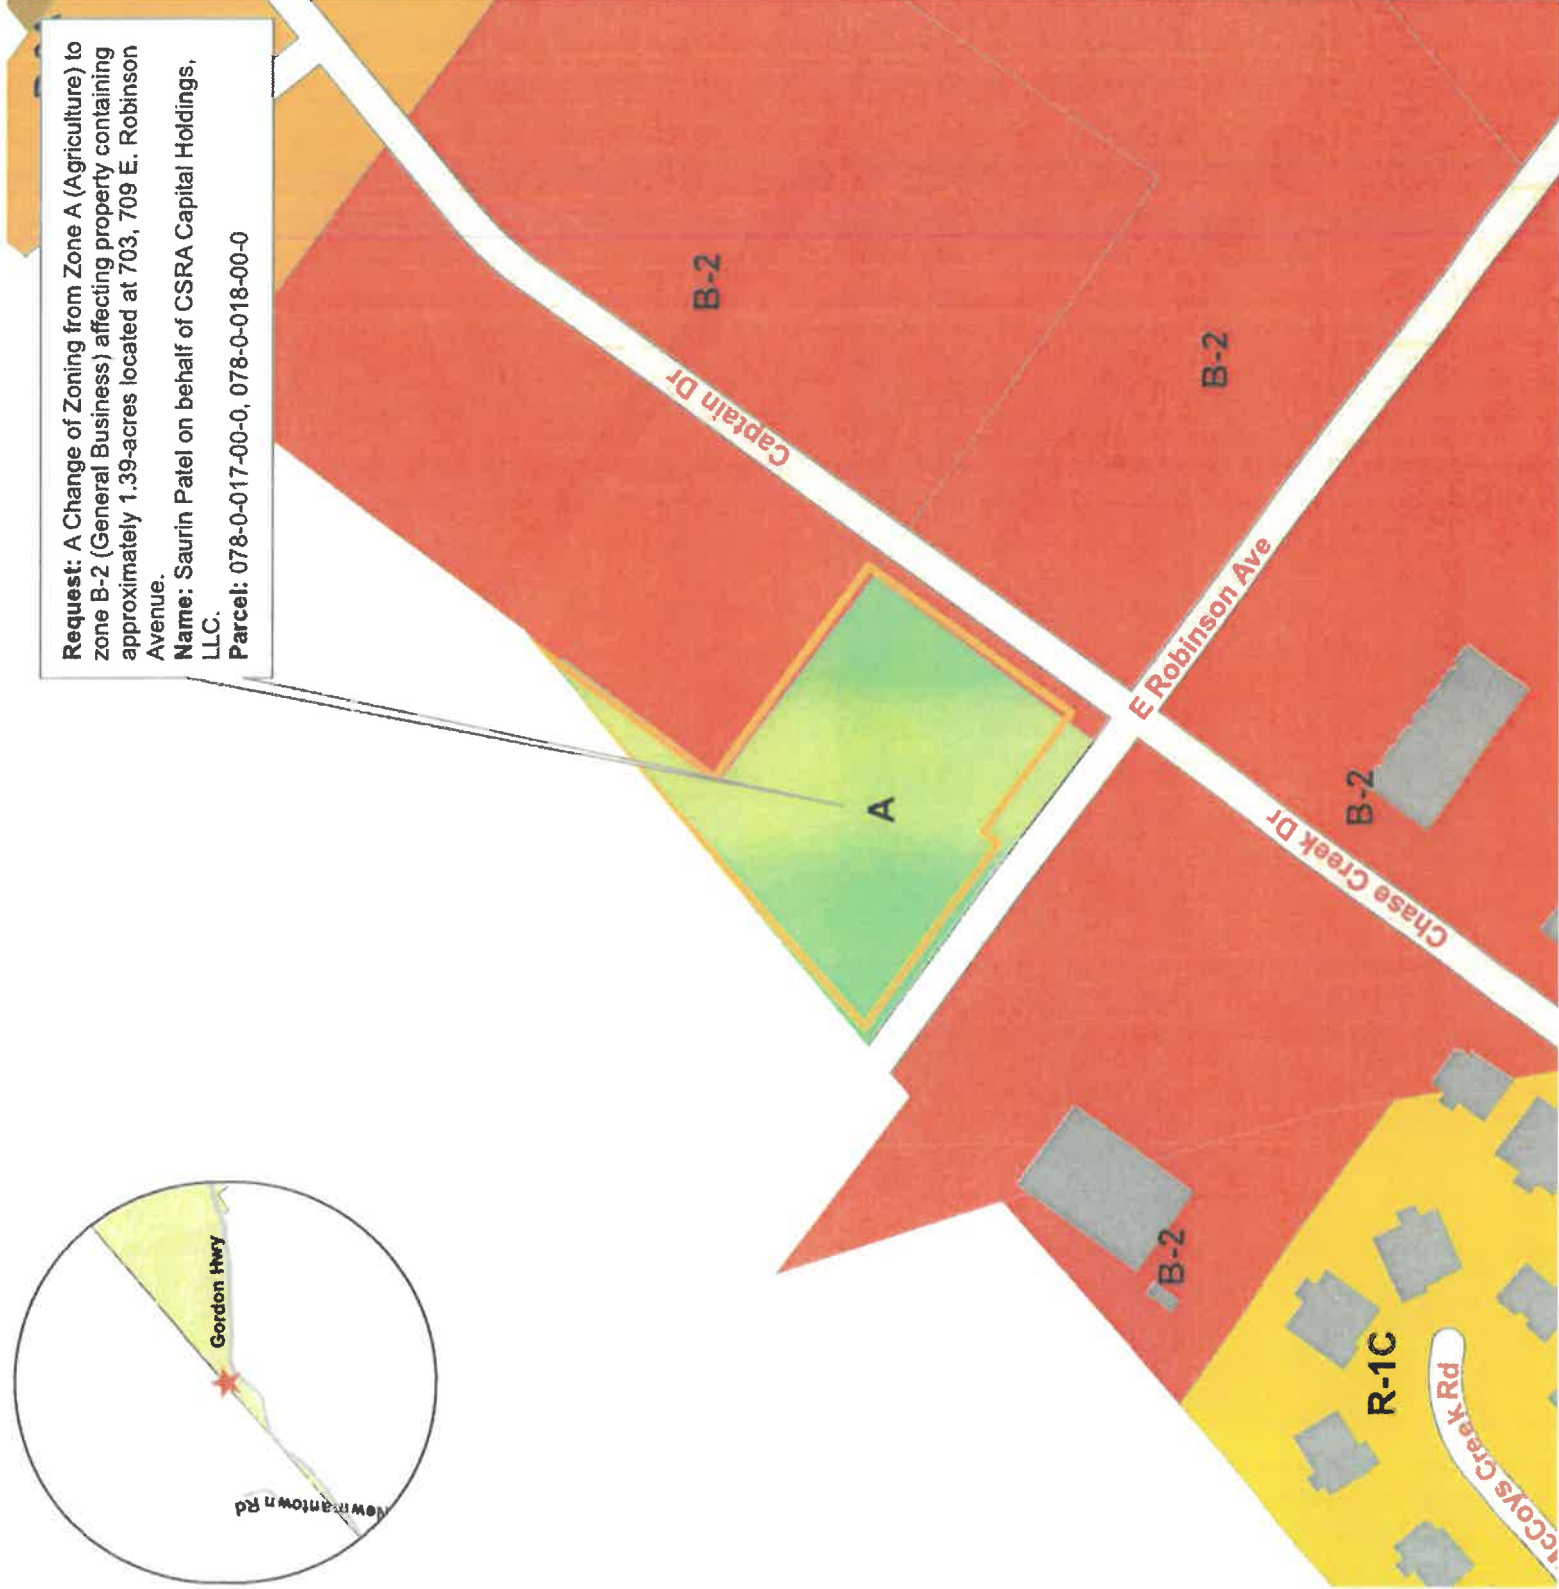 Request: A Change of Zoning from Zone A (Agriculture) to
zone B-2 (General Business) affecting property containing
approximately 1.39-acres located at 703, 709 E. Robinson
Avenue.
Name: Saurin Patel on behalf of CSRA Capital Holdings,
LLC.
Parcel: 078-0-017-00-0, 078-0-018-00-0
Gordon Hwy
Newmantown Rd
B-2
Captain Dr
B-2
A
E Robinson Ave
B-2
Chase Creek Dr
B-2
R-1C
McCoys Creek Rd